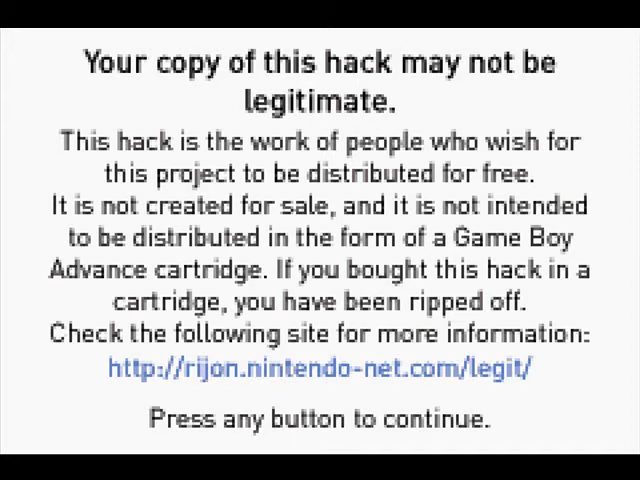 Your copy of this hack may not be
legitimate.
This hack is the work of people who wish for
this project to be distributed for free.
It is not created for sale, and it is not intended
to be distributed in the form of a Game Boy
Advance cartridge. If you bought this hack in a
cartridge, you have been ripped off.
Check the following site for more information:
http://rijon.nintendo-net.com/legit/
Press any button to continue.